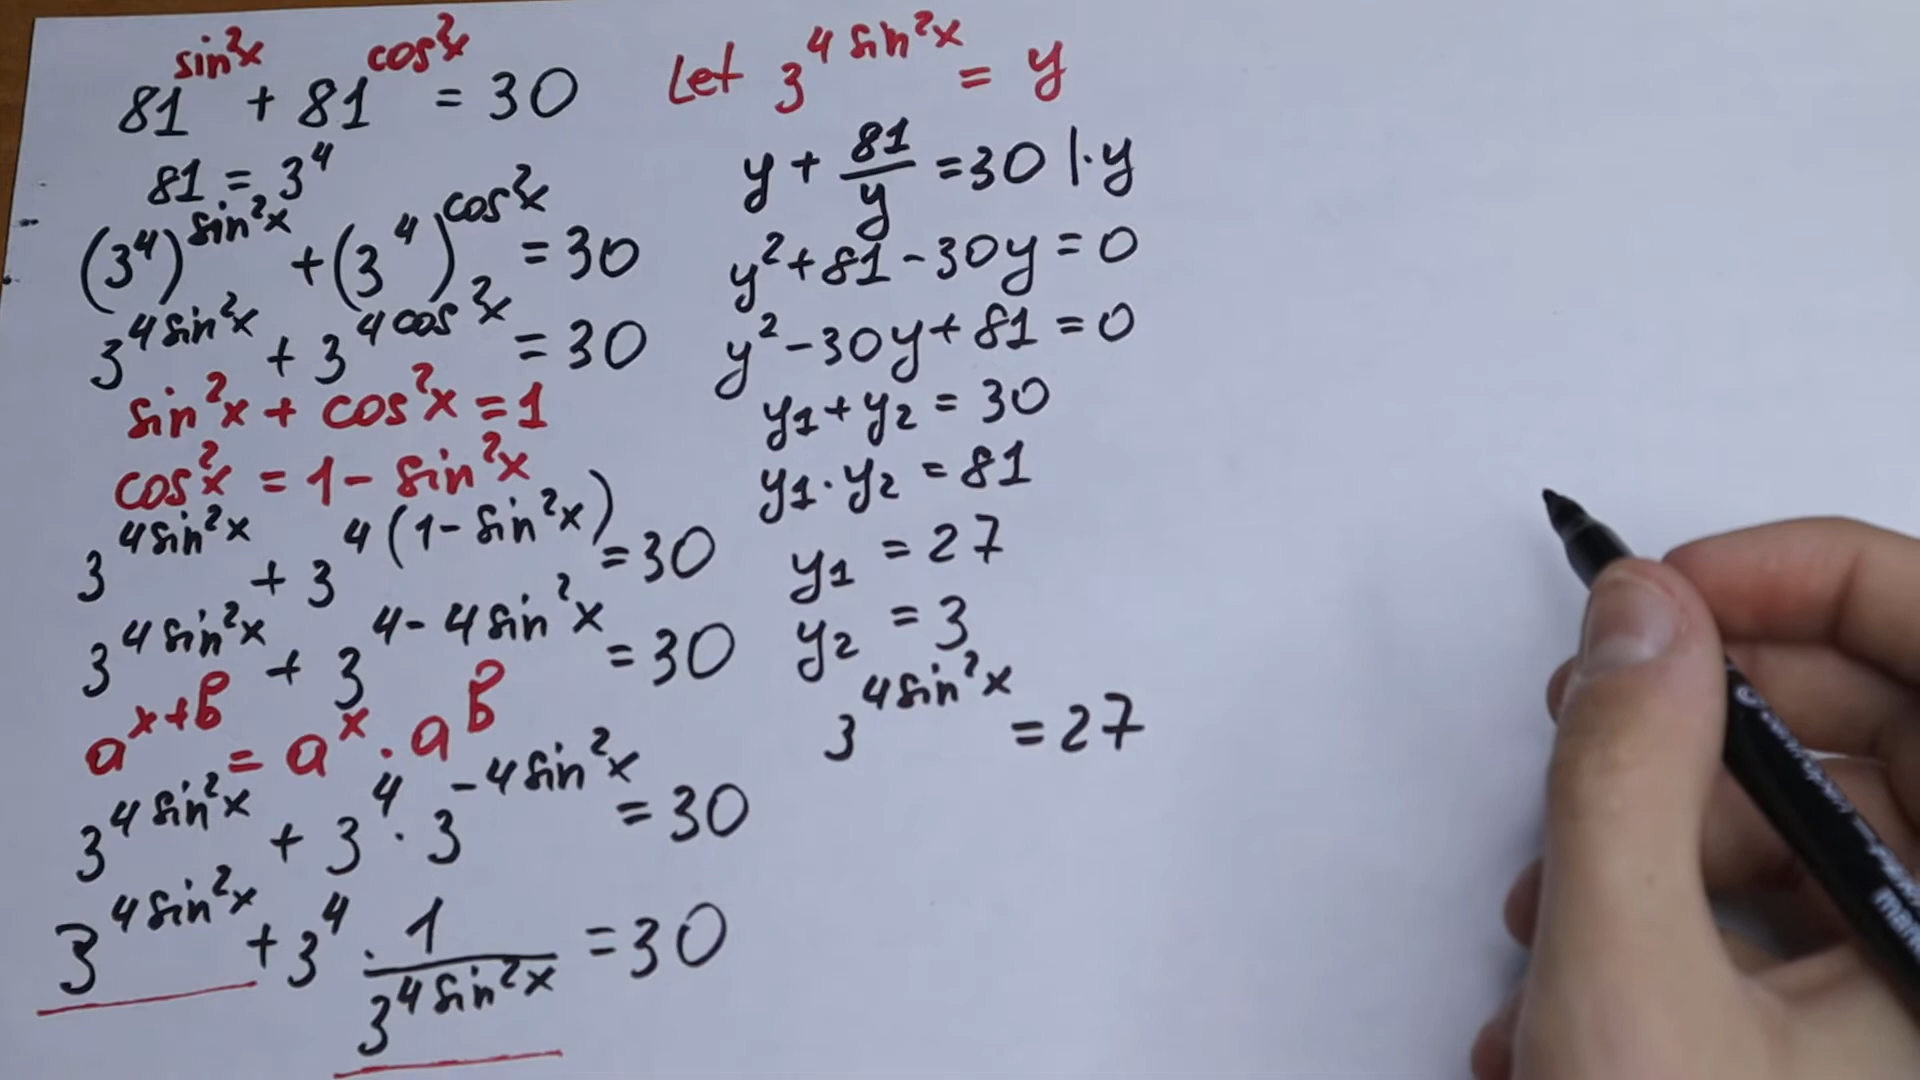 81^sin²x + 81^cos²x = 30
81 = 3⁴
(3⁴)^sin²x + (3⁴)^cos²x = 30
3^4sin²x + 3^4cos²x = 30
sin²x + cos²x = 1
cos²x = 1 - sin²x
3^4sin²x + 3^4(1-sin²x) = 30
3^4sin²x + 3^4-4sin²x = 30
a^x+B = a^x · a^B
3^4sin²x + 3⁴ · 3^-4sin²x = 30
3^4sin²x + 3⁴ · 1/3^4sin²x = 30
Let 3^4sin²x = y
y + 81/y = 30 |·y
y² + 81 - 30y = 0
y² - 30y + 81 = 0
y1 + y2 = 30
y1 · y2 = 81
y1 = 27
y2 = 3
3^4sin²x = 27